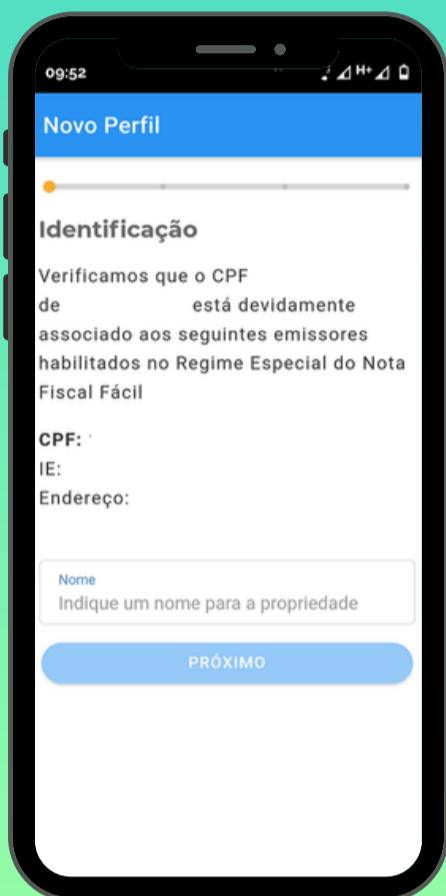 09:52
H+
Novo Perfil
Identificação
Verificamos que o CPF
de está devidamente
associado aos seguintes emissores
habilitados no Regime Especial do Nota
Fiscal Fácil
CPF:
IE:
Endereço:
Nome
Indique um nome para a propriedade
PRÓXIMO